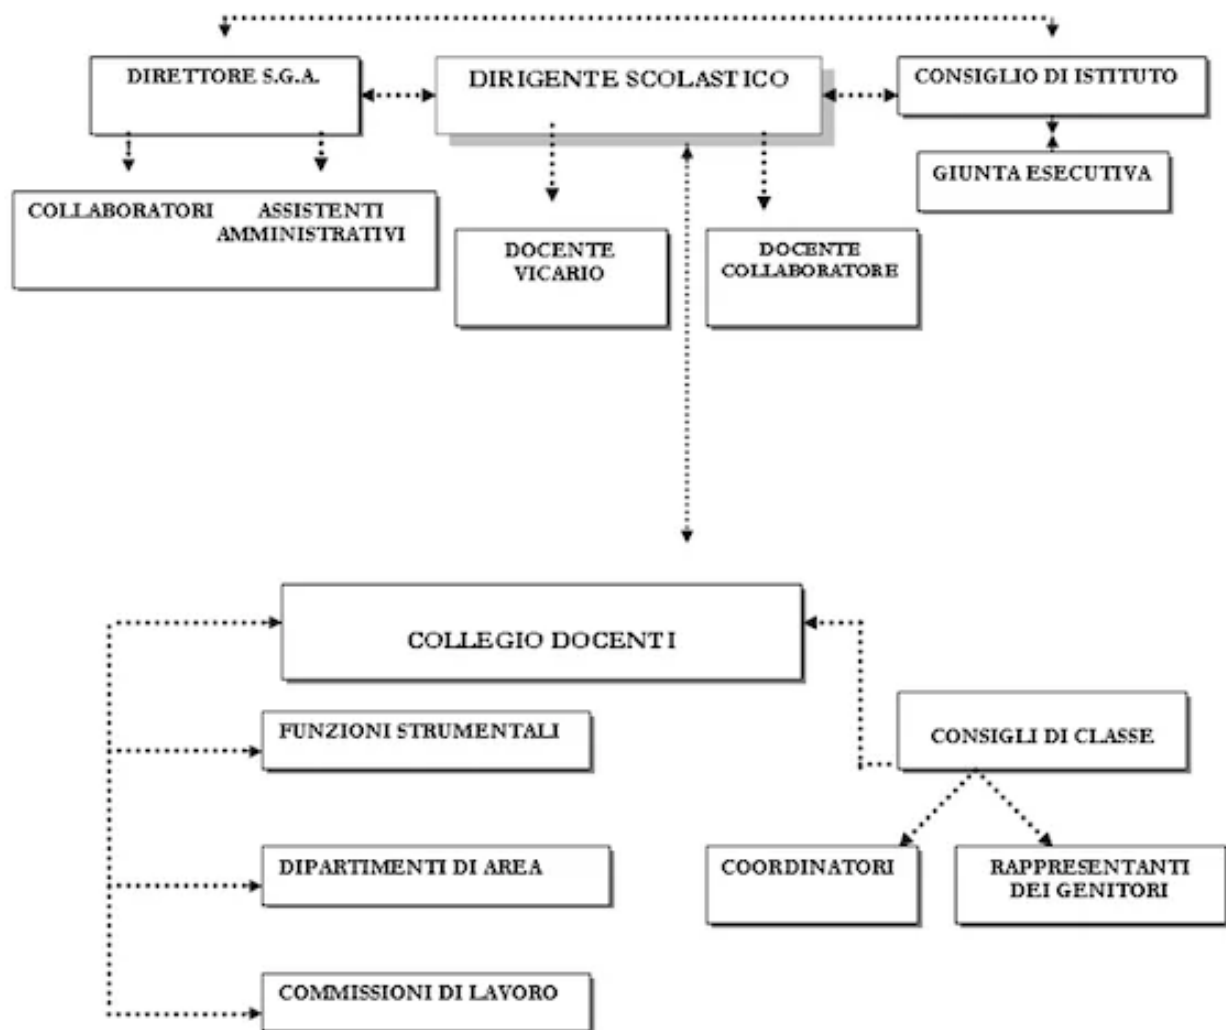 DIRETTORE S.G.A.
DIRIGENTE SCOLASTICO
CONSIGLIO DI ISTITUTO
GIUNTA ESECUTIVA
COLLABORATORI ASSISTENTI
AMMINISTRATIVI
DOCENTE
VICARIO
DOCENTE
COLLABORATORE
COLLEGIO DOCENTI
FUNZIONI STRUMENTALI
CONSIGLI DI CLASSE
DIPARTIMENTI DI AREA
COORDINATORI
RAPPRESENTANTI
DEI GENITORI
COMMISSIONI DI LAVORO